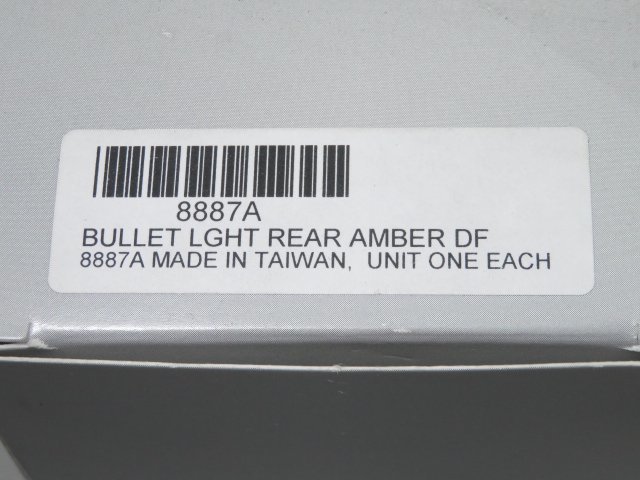 8887A
BULLET LGHT REAR AMBER DF
8887A MADE IN TAIWAN, UNIT ONE EACH